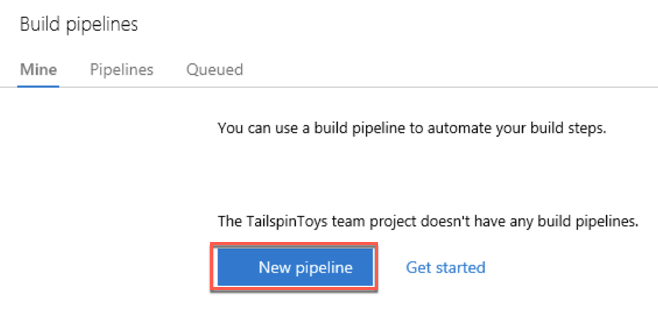 Build pipelines
Mine Pipelines Queued
You can use a build pipeline to automate your build steps.
The TailspinToys team project doesn't have any build pipelines.
New pipeline Get started